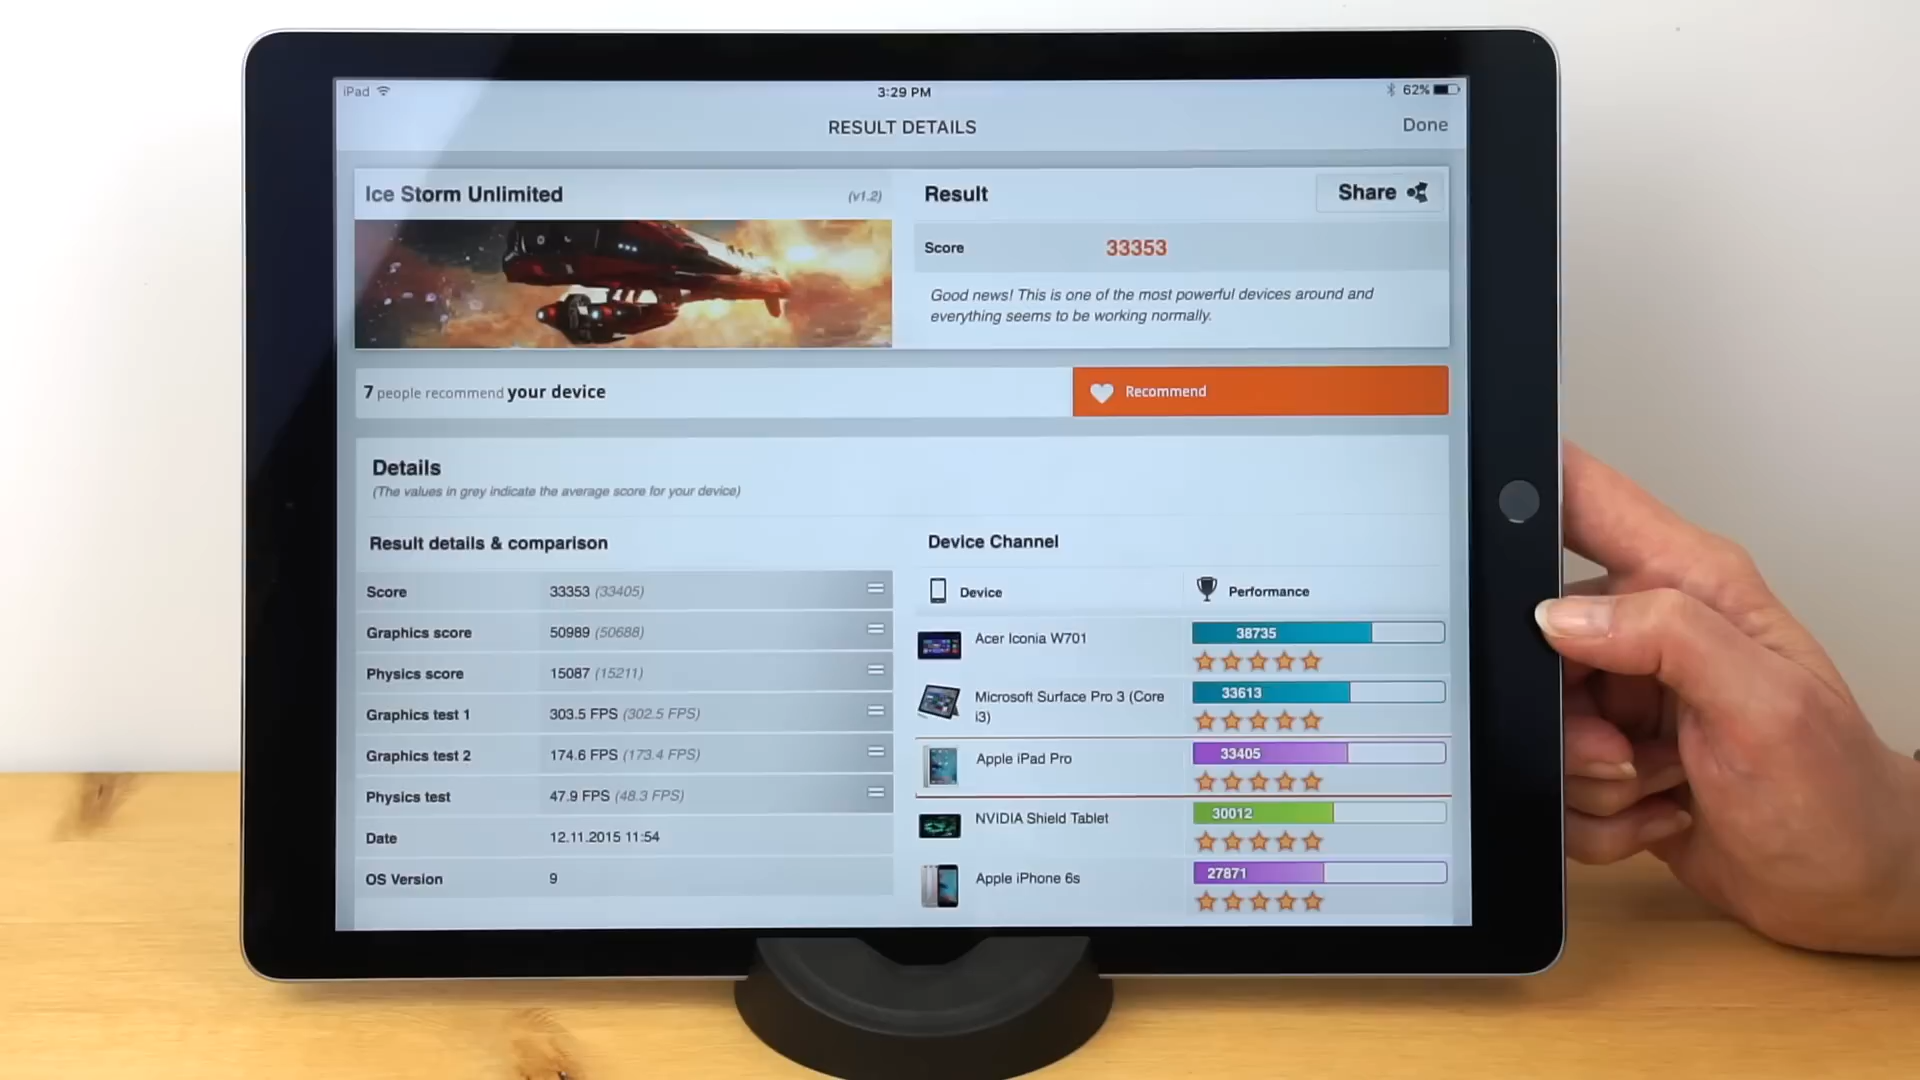 iPad
3:29 PM
62%
RESULT DETAILS
Done
Ice Storm Unlimited
(v1.2)
Result
Share
Score
33353
Good news! This is one of the most powerful devices around and
everything seems to be working normally.
7 people recommend your device
Recommend
Details
(The values in grey indicate the average score for your device)
Result details & comparison
Score 33353 (33405)
Graphics score 50989 (50688)
Physics score 15087 (15211)
Graphics test 1 303.5 FPS (302.5 FPS)
Graphics test 2 174.6 FPS (173.4 FPS)
Physics test 47.9 FPS (48.3 FPS)
Date 12.11.2015 11:54
OS Version 9
Device Channel
Device Performance
Acer Iconia W701 38735
Microsoft Surface Pro 3 (Core
i3)
33613
Apple iPad Pro 33405
NVIDIA Shield Tablet 30012
Apple iPhone 6s 27871